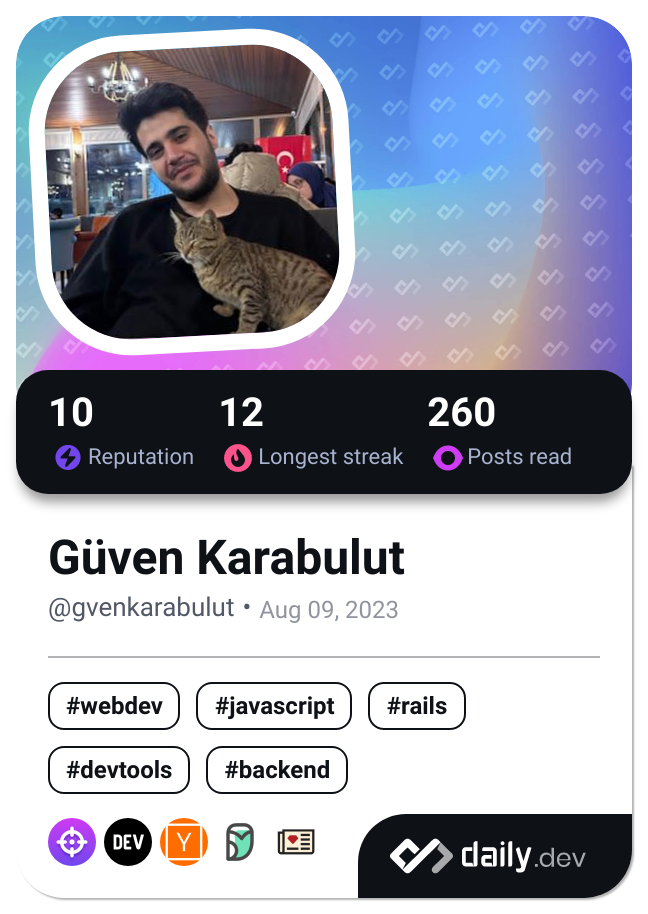 10 12 260
Reputation Longest streak Posts read
Güven Karabulut
@gvenkarabulut • Aug 09, 2023
#webdev #javascript #rails
#devtools #backend
DEV Y
daily.dev